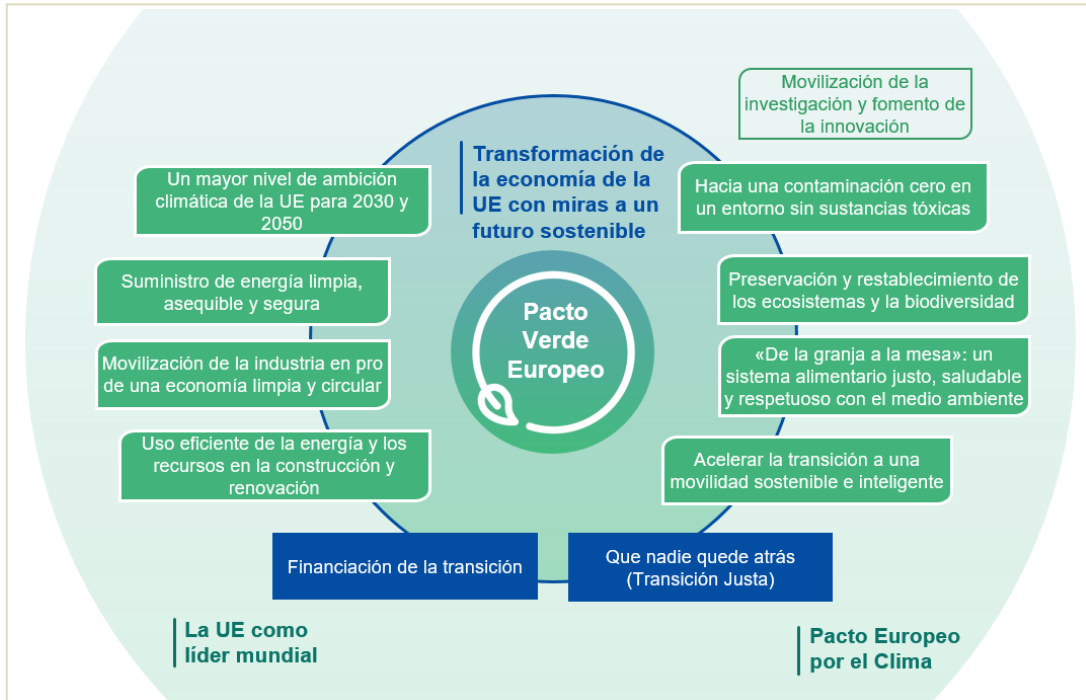 Movilización de la
investigación y fomento de
la innovación
Transformación de
la economía de la
UE con miras a un
futuro sostenible
Un mayor nivel de ambición
climática de la UE para 2030 y
2050
Hacia una contaminación cero en
un entorno sin sustancias tóxicas
Suministro de energía limpia,
asequible y segura
Preservación y restablecimiento de
los ecosistemas y la biodiversidad
Pacto
Verde
Europeo
Movilización de la industria en pro
de una economía limpia y circular
«De la granja a la mesa»: un
sistema alimentario justo, saludable
y respetuoso con el medio ambiente
Uso eficiente de la energía y los
recursos en la construcción y
renovación
Acelerar la transición a una
movilidad sostenible e inteligente
Financiación de la transición
Que nadie quede atrás
(Transición Justa)
La UE como
líder mundial
Pacto Europeo
por el Clima